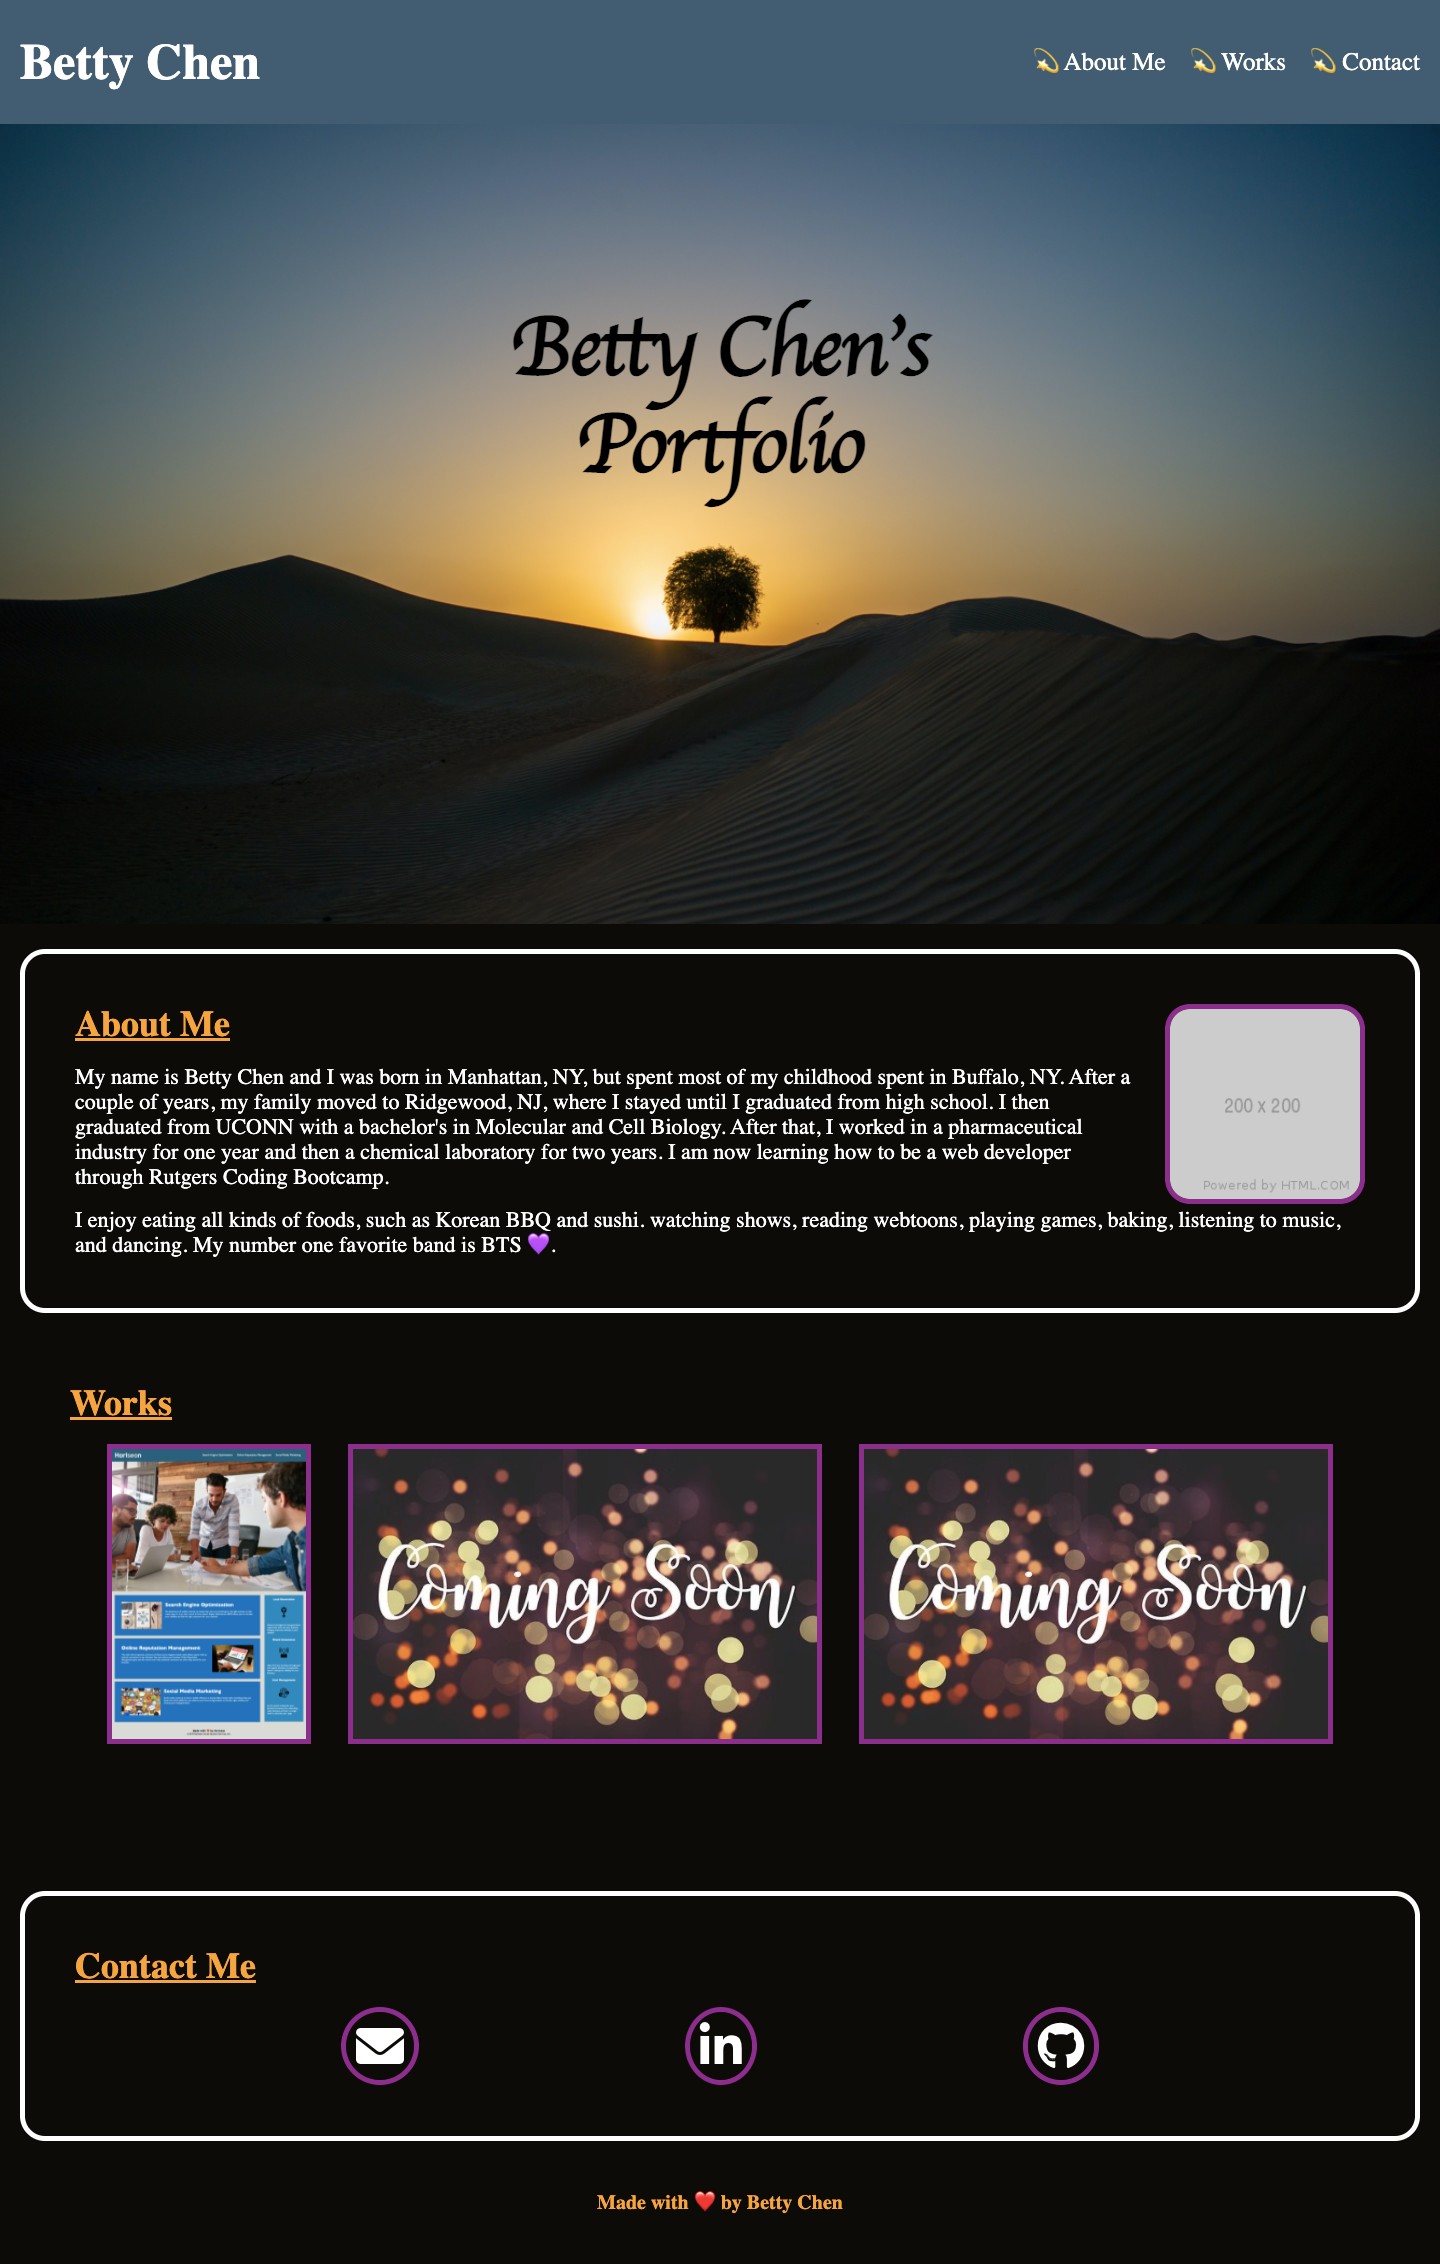 Betty Chen
💫 About Me 💫 Works 💫 Contact
Betty Chen's
Portfolio
About Me
My name is Betty Chen and I was born in Manhattan, NY, but spent most of my childhood spent in Buffalo, NY. After a
couple of years, my family moved to Ridgewood, NJ, where I stayed until I graduated from high school. I then
graduated from UCONN with a bachelor's in Molecular and Cell Biology. After that, I worked in a pharmaceutical
industry for one year and then a chemical laboratory for two years. I am now learning how to be a web developer
through Rutgers Coding Bootcamp.
200 x 200
Powered by HTML.COM
I enjoy eating all kinds of foods, such as Korean BBQ and sushi. watching shows, reading webtoons, playing games, baking, listening to music,
and dancing. My number one favorite band is BTS 💜.
Works
Horiseon
Search Engine Optimization
Online Reputation Management
Social Media Marketing
Coming Soon
Coming Soon
Contact Me
in
Made with ❤️ by Betty Chen